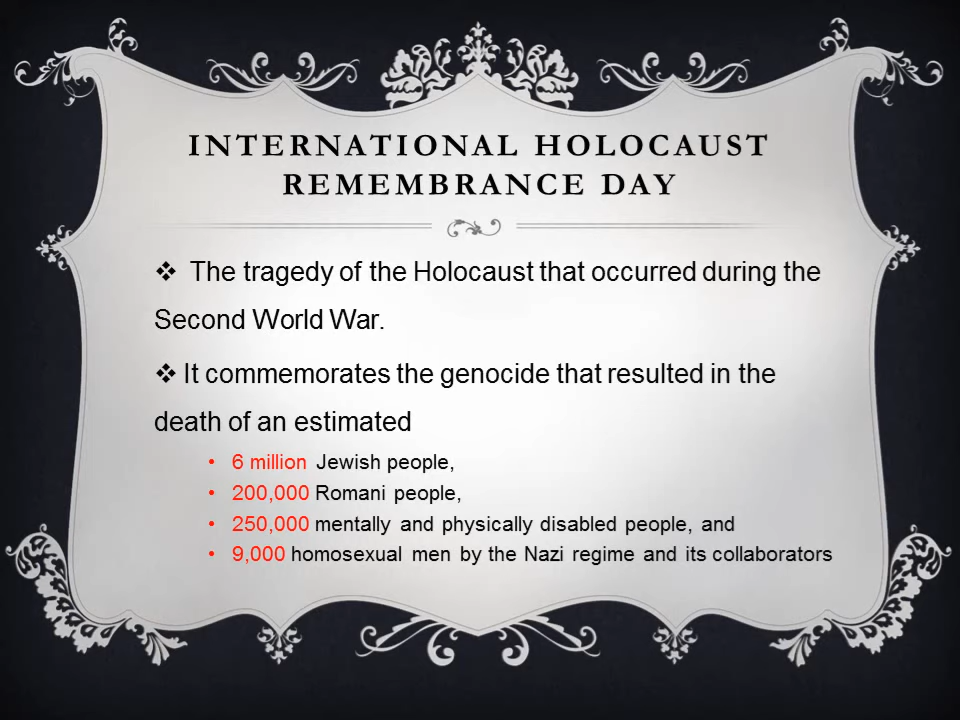 INTERNATIONAL HOLOCAUST
REMEMBRANCE DAY
❖ The tragedy of the Holocaust that occurred during the
Second World War.
❖ It commemorates the genocide that resulted in the
death of an estimated
• 6 million Jewish people,
• 200,000 Romani people,
• 250,000 mentally and physically disabled people, and
• 9,000 homosexual men by the Nazi regime and its collaborators